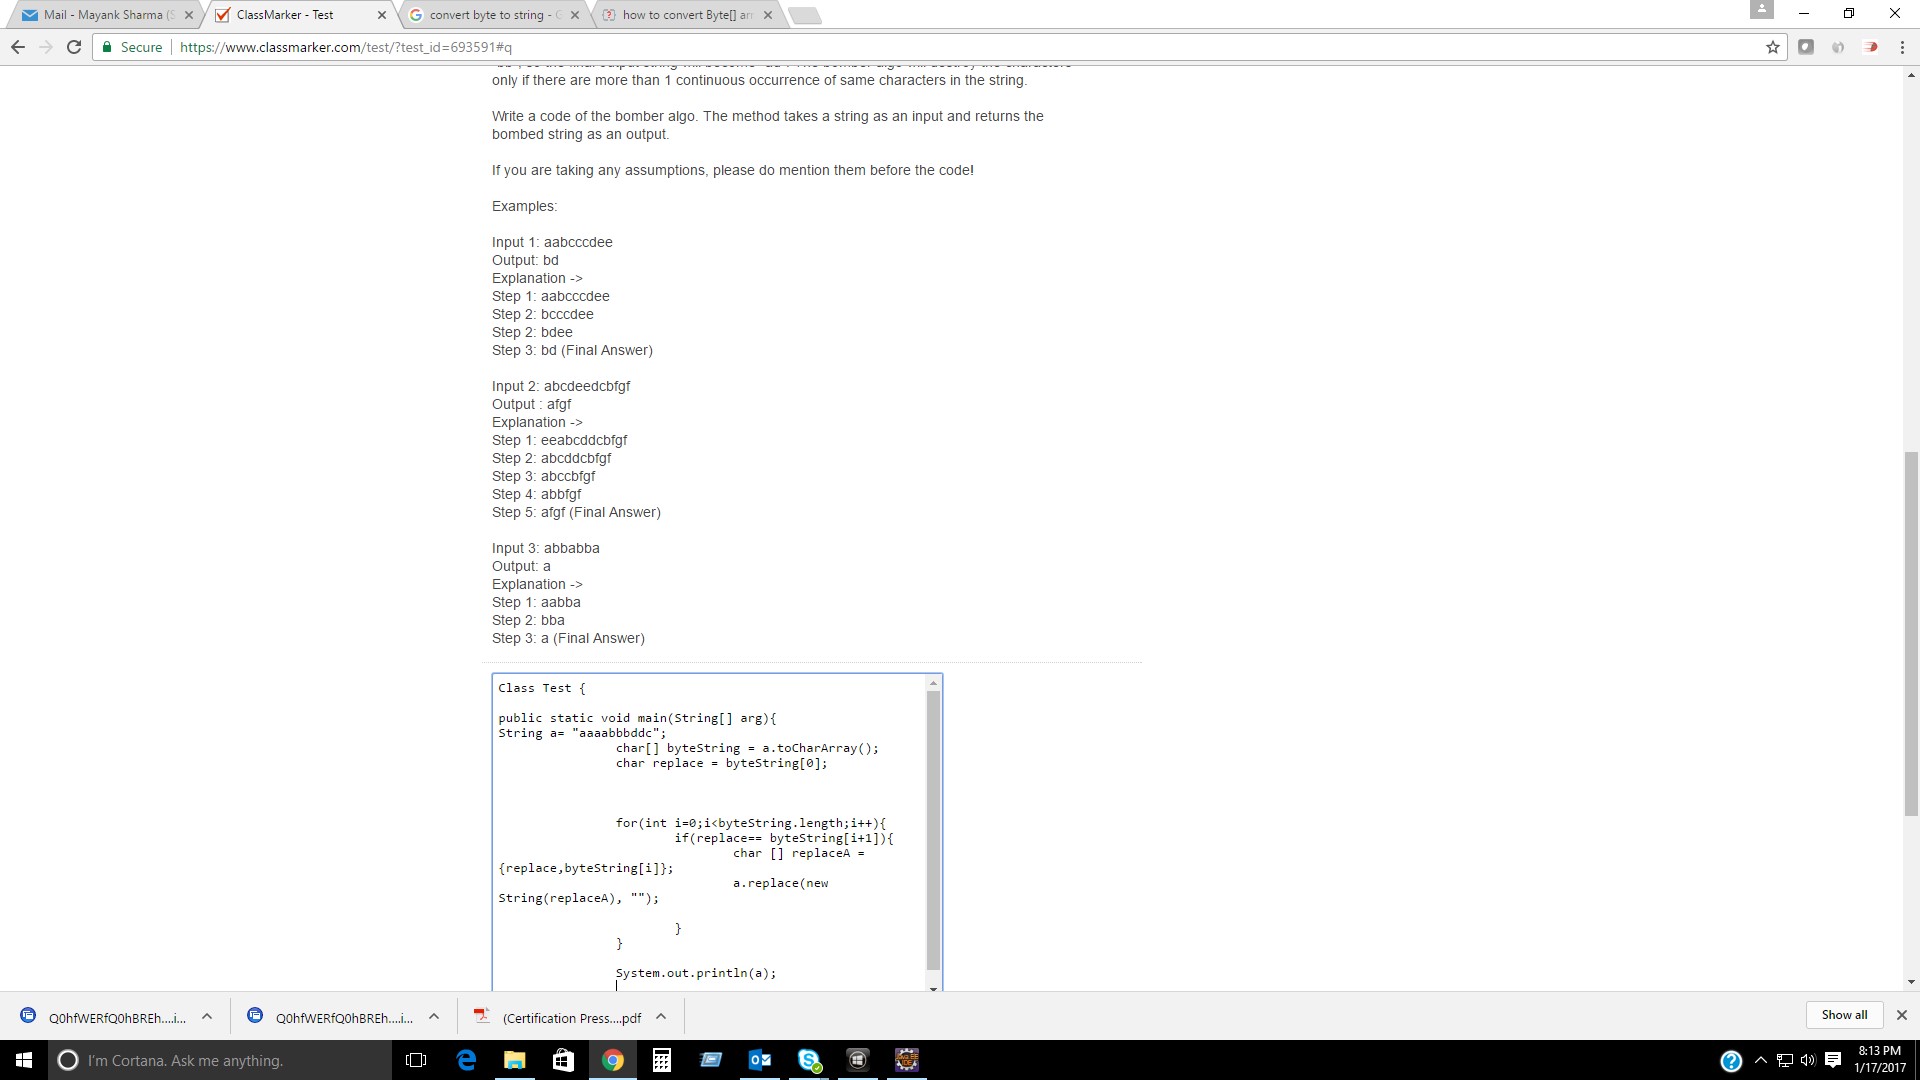 Mail - Mayank Sharma (S
ClassMarker - Test
convert byte to string - G
how to convert Byte[] arr
Secure
https://www.classmarker.com/test/?test_id=693591#q
only if there are more than 1 continuous occurrence of same characters in the string.
Write a code of the bomber algo. The method takes a string as an input and returns the
bombed string as an output.
If you are taking any assumptions, please do mention them before the code!
Examples:
Input 1: aabcccdee
Output: bd
Explanation ->
Step 1: aabcccdee
Step 2: bcccdee
Step 2: bdee
Step 3: bd (Final Answer)
Input 2: abcdeedcbfgf
Output : afgf
Explanation ->
Step 1: eeabcddcbfgf
Step 2: abcddcbfgf
Step 3: abccbfgf
Step 4: abbfgf
Step 5: afgf (Final Answer)
Input 3: abbabba
Output: a
Explanation ->
Step 1: aabba
Step 2: bba
Step 3: a (Final Answer)
Class Test {
public static void main(String[] arg){
String a= "aaaabbbddc";
char[] byteString = a.toCharArray();
char replace = byteString[0];
for(int i=0;i<byteString.length;i++){
if(replace== byteString[i+1]){
char [] replaceA =
{replace,byteString[i]};
a.replace(new
String(replaceA), "");
}
}
System.out.println(a);
Q0hfWERfQ0hBREh....i...
Q0hfWERfQ0hBREh....i...
(Certification Press....pdf
Show all
I'm Cortana. Ask me anything.
8:13 PM
1/17/2017